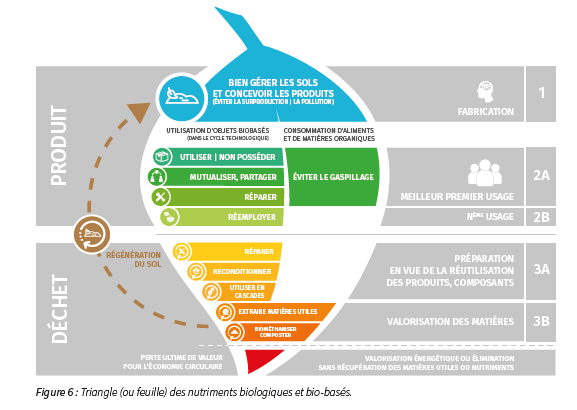 BIEN GÉRER LES SOLS
ET CONCEVOIR LES PRODUITS
(ÉVITER LA SURPRODUCTION | LA POLLUTION)
FABRICATION
1
PRODUIT
UTILISATION D'OBJETS BIOBASÉS
(DANS LE CYCLE TECHNOLOGIQUE)
CONSOMMATION D'ALIMENTS
ET DE MATIÈRES ORGANIQUES
UTILISER | NON POSSÉDER
MUTUALISER, PARTAGER
RÉPARER
RÉEMPLOYER
ÉVITER LE GASPILLAGE
MEILLEUR PREMIER USAGE
2A
NÈME USAGE
2B
RÉGÉNÉRATION
DU SOL
DÉCHET
RÉPARER
RECONDITIONNER
UTILISER EN
CASCADES
EXTRAIRE MATIÈRES UTILES
BIOMÉTHANISER
COMPOSTER
PRÉPARATION
EN VUE DE LA RÉUTILISATION
DES PRODUITS, COMPOSANTS
3A
VALORISATION DES MATIÈRES
3B
PERTE ULTIME DE VALEUR
POUR L'ÉCONOMIE CIRCULAIRE
VALORISATION ÉNERGÉTIQUE OU ÉLIMINATION
SANS RÉCUPÉRATION DES MATIÈRES UTILES OU NUTRIMENTS
Figure 6 : Triangle (ou feuille) des nutriments biologiques et bio-basés.